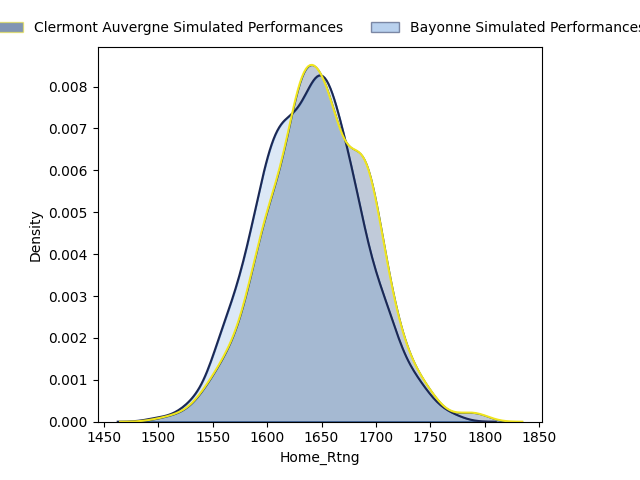 Clermont Auvergne Simulated Performances
Bayonne Simulated Performances
0.008
0.007
0.006
0.005
0.004
0.003
0.002
0.001
0.000
Density
1450 1500 1550 1600 1650 1700 1750 1800 1850
Home_Rtng